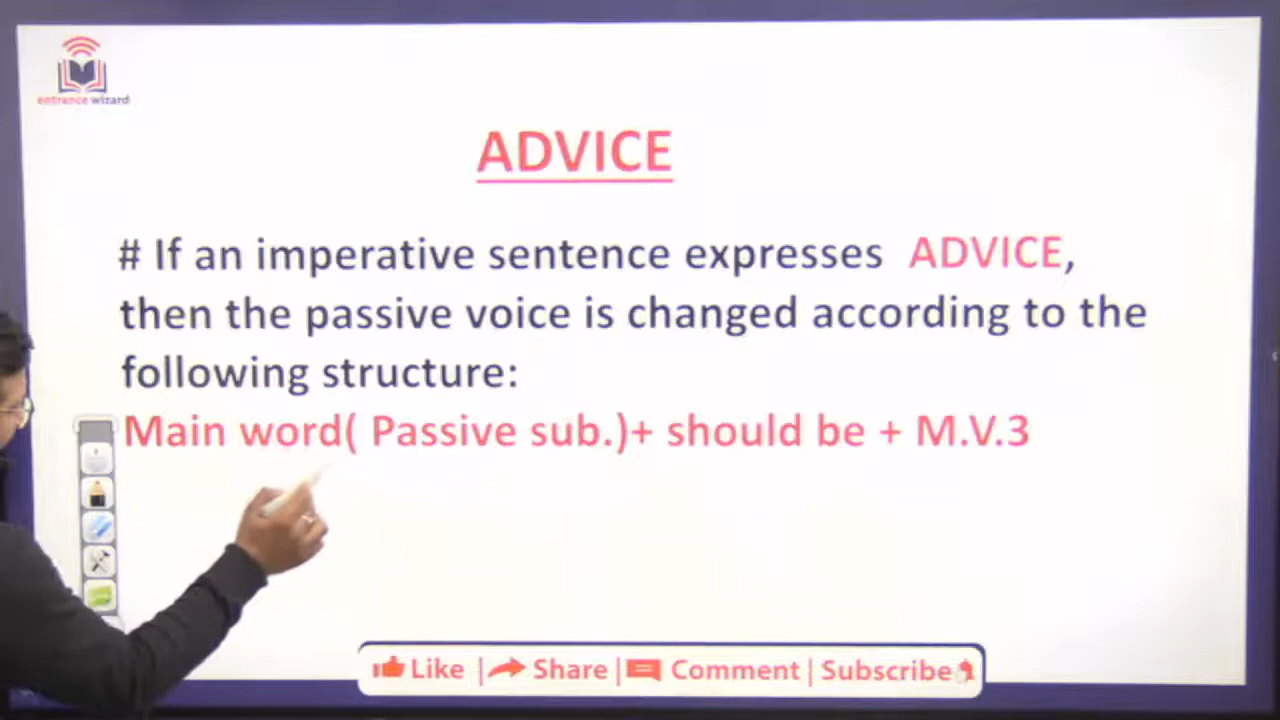 entrance wizard
ADVICE
# If an imperative sentence expresses ADVICE,
then the passive voice is changed according to the
following structure:
Main word( Passive sub.)+ should be + M.V.3
Like | Share | Comment | Subscribe